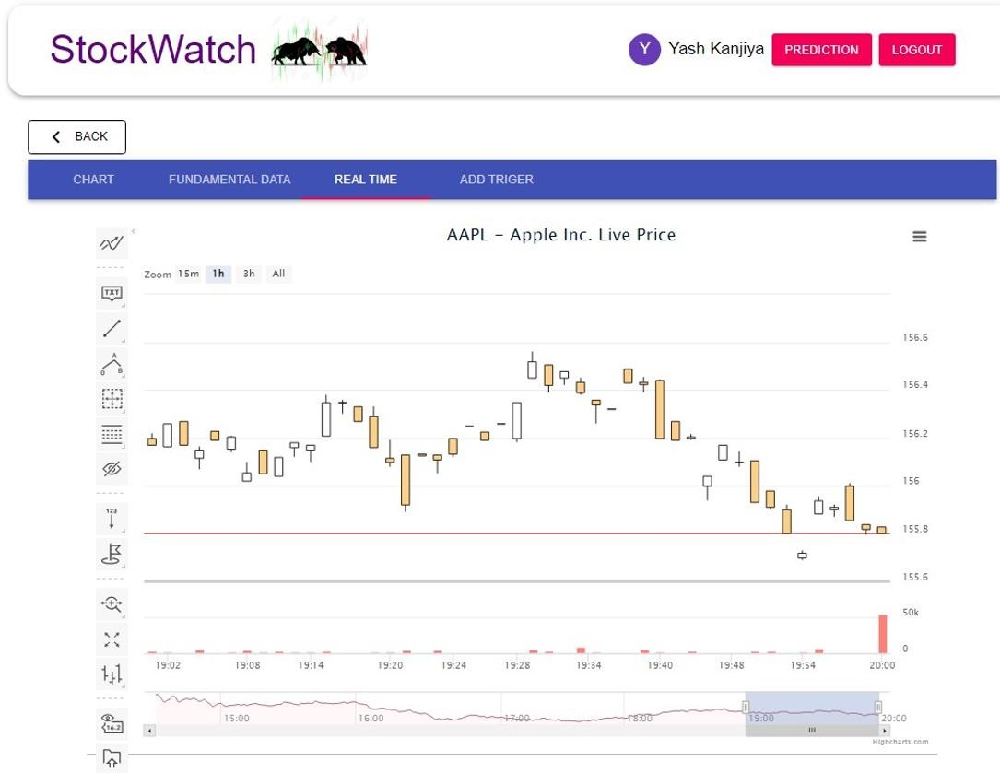 StockWatch
Y Yash Kanjiya PREDICTION LOGOUT
BACK
CHART FUNDAMENTAL DATA REAL TIME ADD TRIGER
AAPL - Apple Inc. Live Price
Zoom 15m 1h 3h All
TXT
A
0 B
123
16.2
156.6
156.4
156.2
156
155.8
155.6
50k
0
19:02 19:08 19:14 19:20 19:24 19:28 19:34 19:40 19:48 19:54 20:00
15:00 16:00 17:00 18:00 19:00 20:00
Highcharts.com